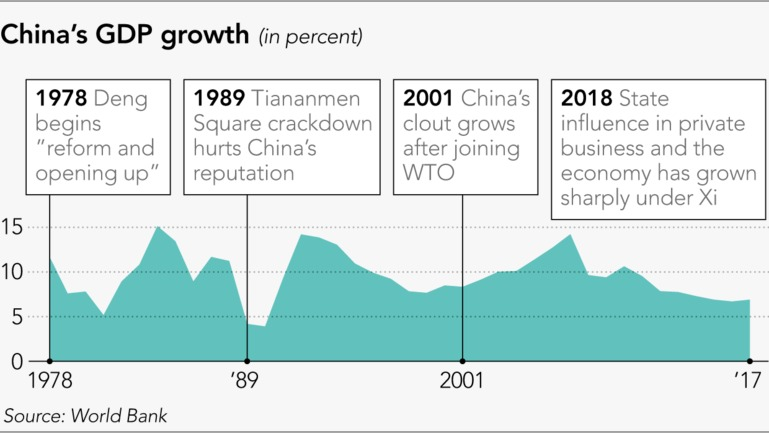 China's GDP growth (in percent)
1978 Deng
begins
"reform and
opening up"
1989 Tiananmen
Square crackdown
hurts China's
reputation
2001 China's
clout grows
after joining
WTO
2018 State
influence in private
business and the
economy has grown
sharply under Xi
15
10
5
0
1978
'89
2001
'17
Source: World Bank